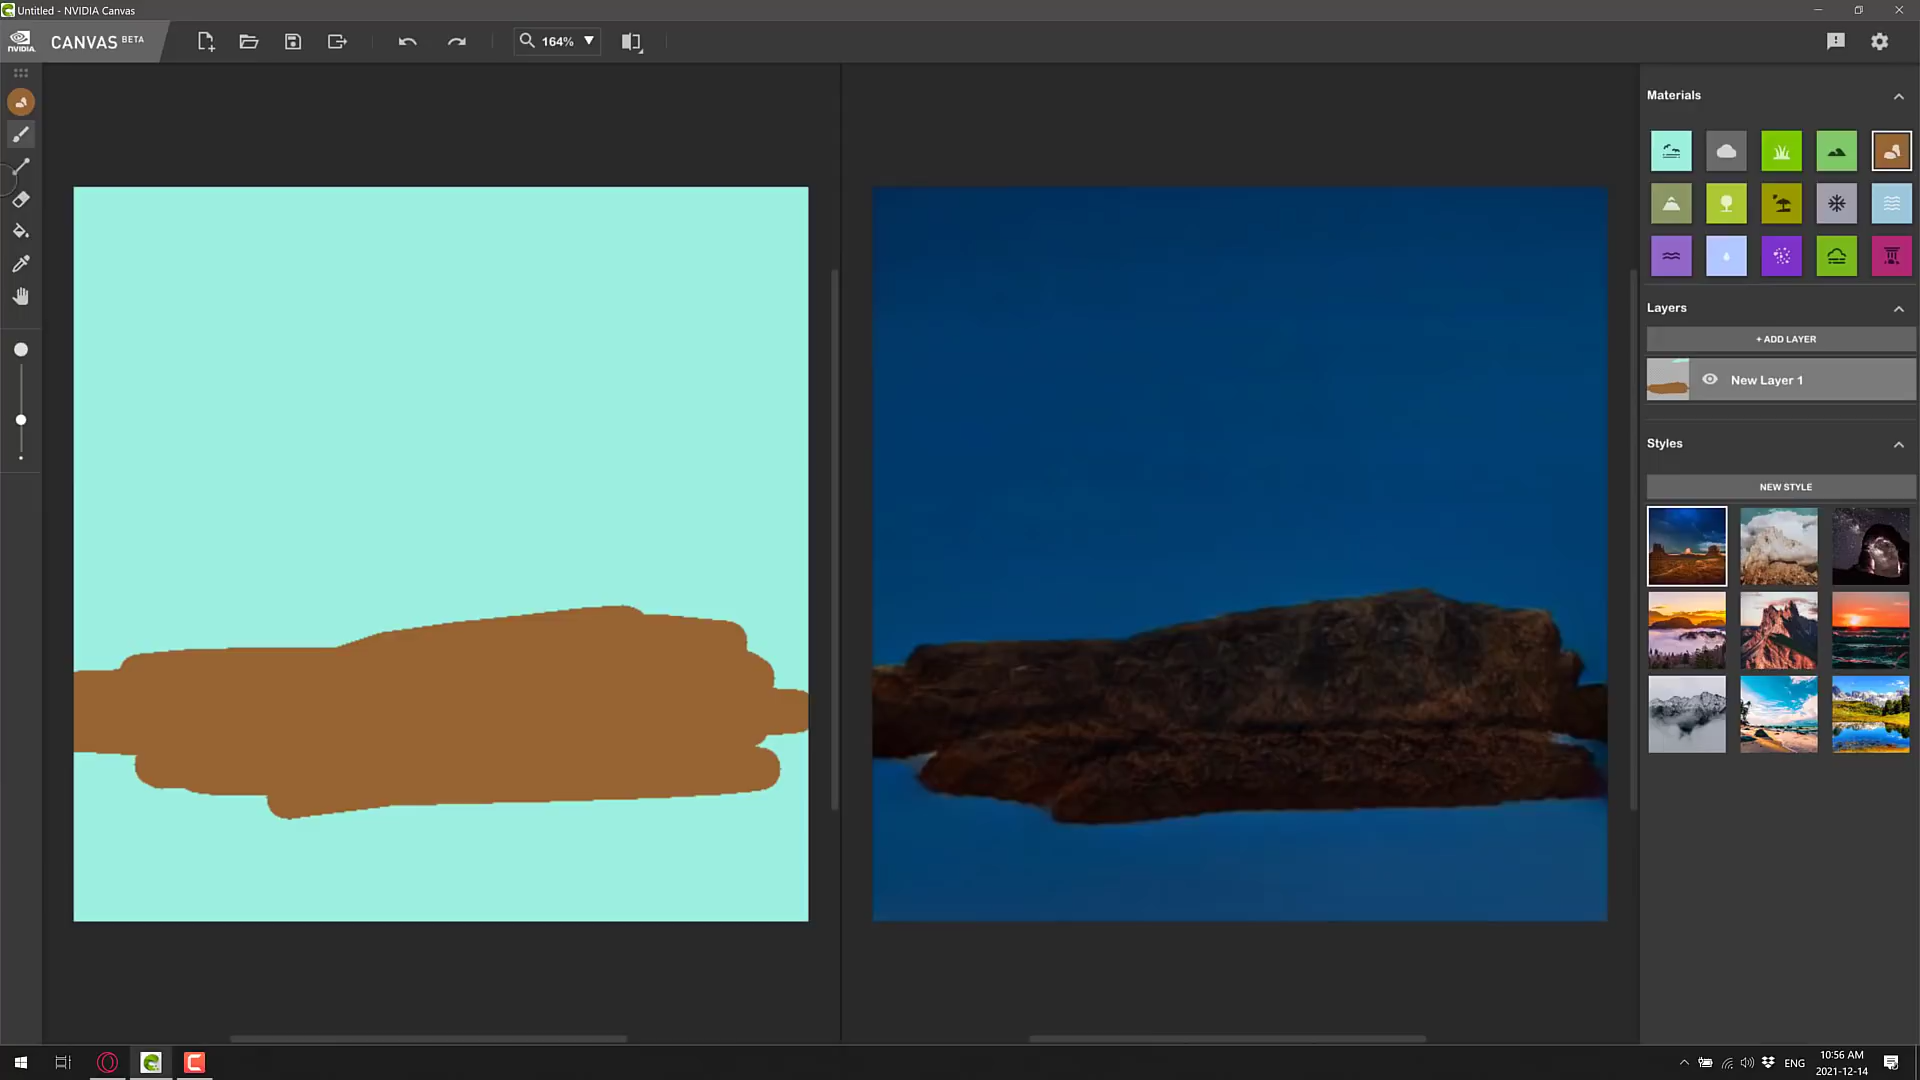 Untitled - NVIDIA Canvas
NVIDIA.
CANVAS BETA
164%
Materials
Layers
+ ADD LAYER
New Layer 1
Styles
NEW STYLE
ENG
10:56 AM
2021-12-14